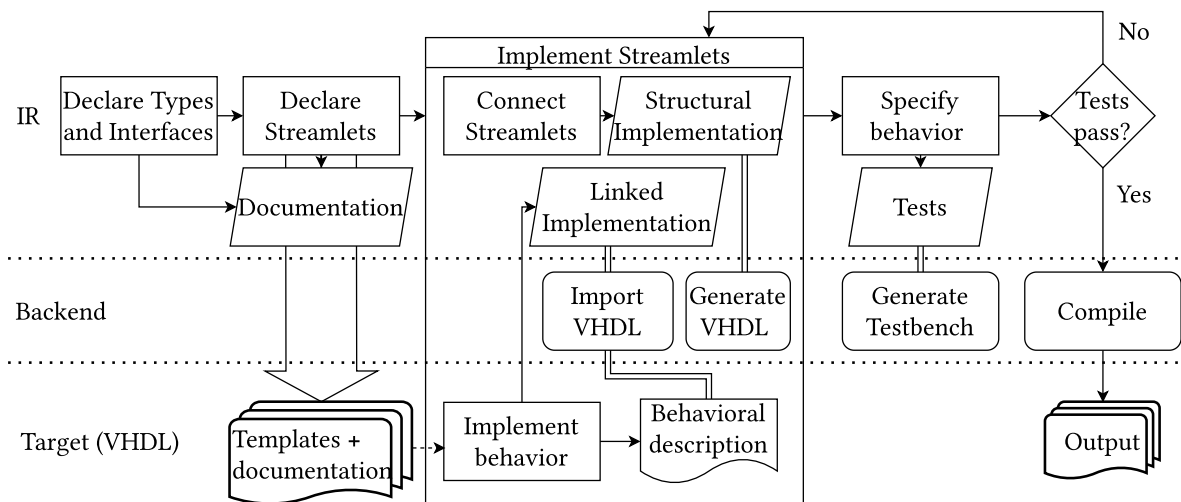 No
Implement Streamlets
IR
Declare Types
and Interfaces
Declare
Streamlets
Connect
Streamlets
Structural
Implementation
Specify
behavior
Tests
pass?
Documentation
Linked
Implementation
Tests
Yes
Backend
Import
VHDL
Generate
VHDL
Generate
Testbench
Compile
Target (VHDL)
Templates +
documentation
Implement
behavior
Behavioral
description
Output